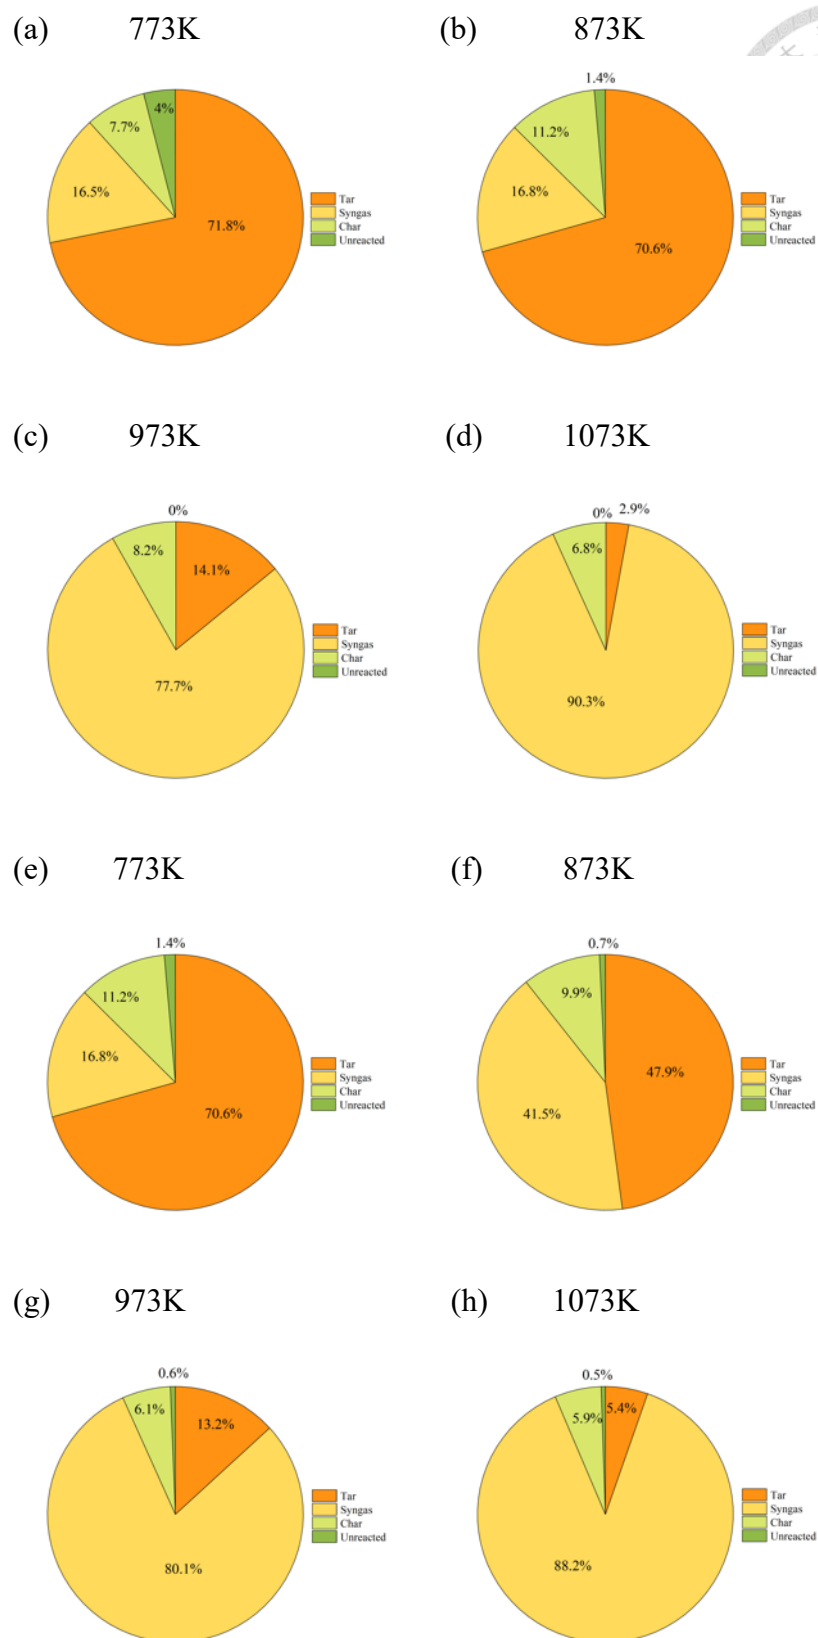 (a) 773K
(b) 873K
4%
7.7%
16.5%
71.8%
Tar
Syngas
Char
Unreacted
1.4%
11.2%
16.8%
70.6%
Tar
Syngas
Char
Unreacted
(c) 973K
(d) 1073K
0%
8.2%
14.1%
77.7%
Tar
Syngas
Char
Unreacted
0%
2.9%
6.8%
90.3%
Tar
Syngas
Char
Unreacted
(e) 773K
(f) 873K
1.4%
11.2%
16.8%
70.6%
Tar
Syngas
Char
Unreacted
0.7%
9.9%
47.9%
41.5%
Tar
Syngas
Char
Unreacted
(g) 973K
(h) 1073K
0.6%
6.1%
13.2%
80.1%
Tar
Syngas
Char
Unreacted
0.5%
5.9%
5.4%
88.2%
Tar
Syngas
Char
Unreacted